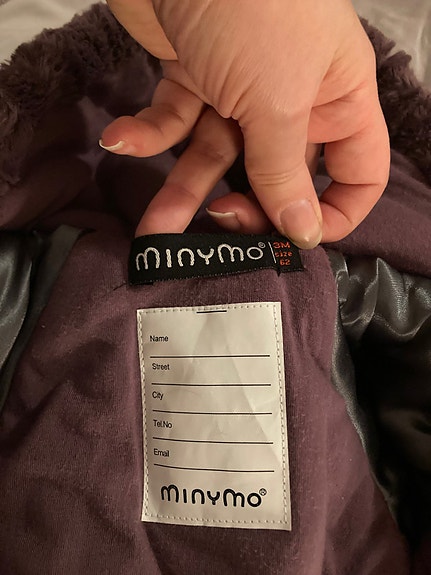 minymo®
3M
size
62
Name
Street
City
Tel.No
Email
minymo®